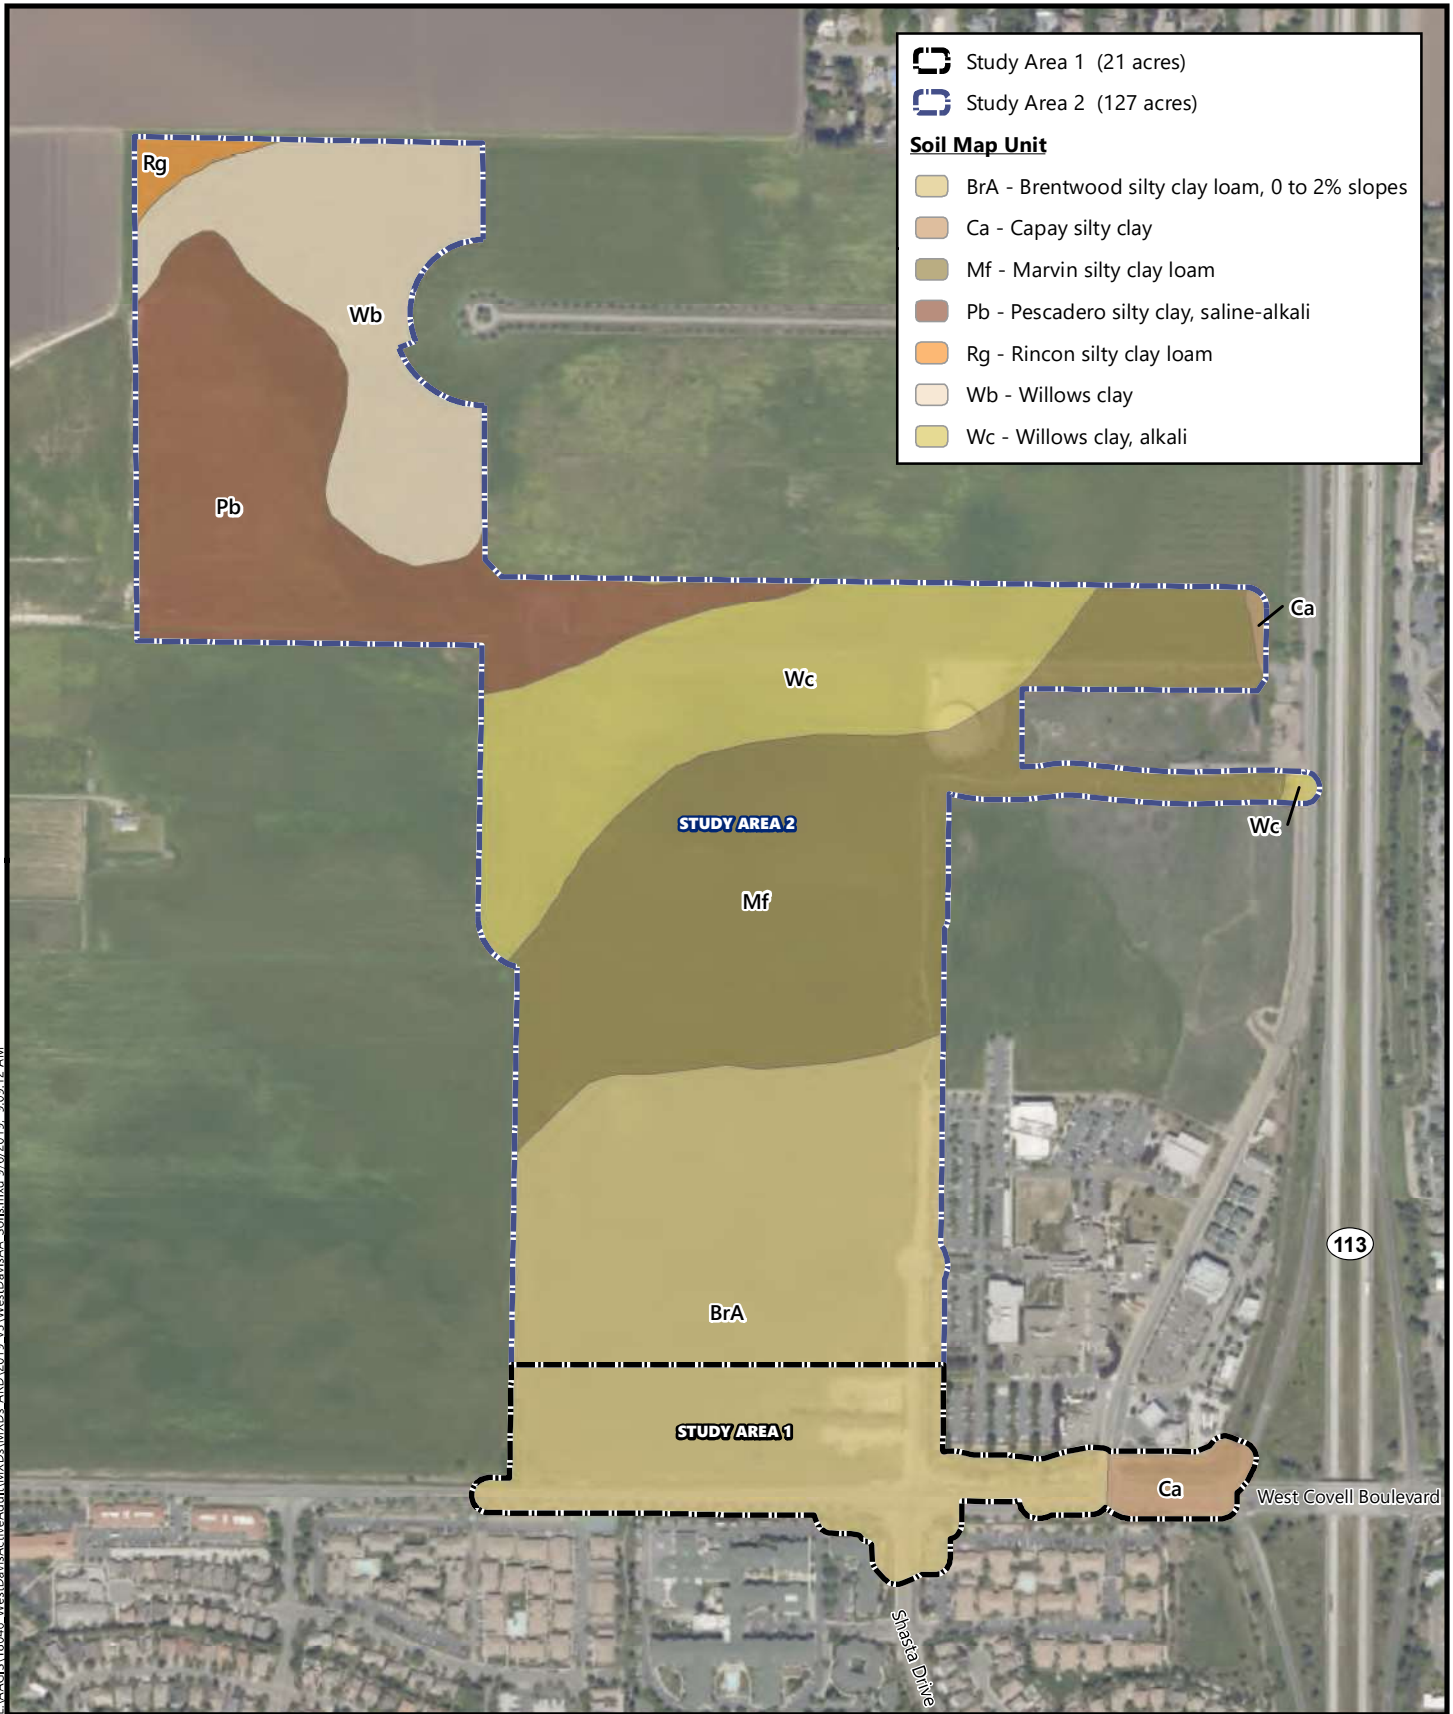 Study Area 1 (21 acres)
Study Area 2 (127 acres)
Soil Map Unit
BrA - Brentwood silty clay loam, 0 to 2% slopes
Ca - Capay silty clay
Mf - Marvin silty clay loam
Pb - Pescadero silty clay, saline-alkali
Rg - Rincon silty clay loam
Wb - Willows clay
Wc - Willows clay, alkali
Rg
Wb
Pb
Ca
Wc
Wc
STUDY AREA 2
Mf
113
BrA
STUDY AREA 1
Ca
West Covell Boulevard
Shasta Drive